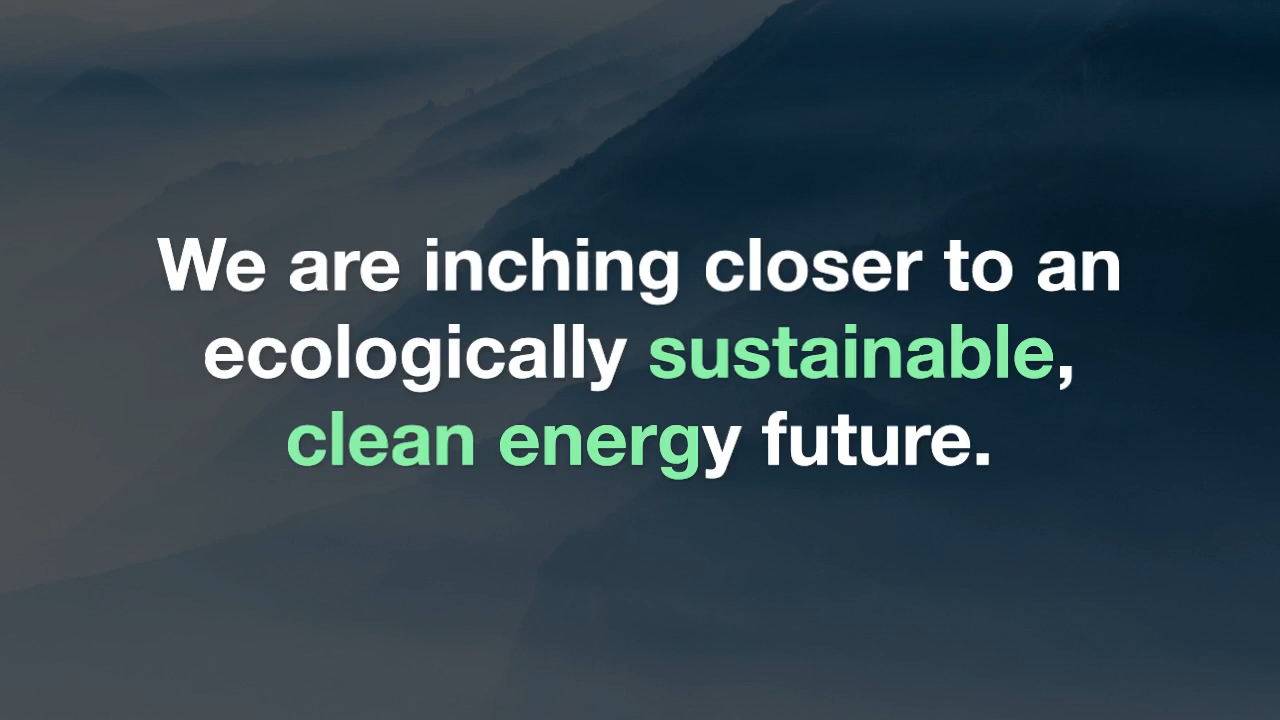 We are inching closer to an
ecologically sustainable,
clean energy future.